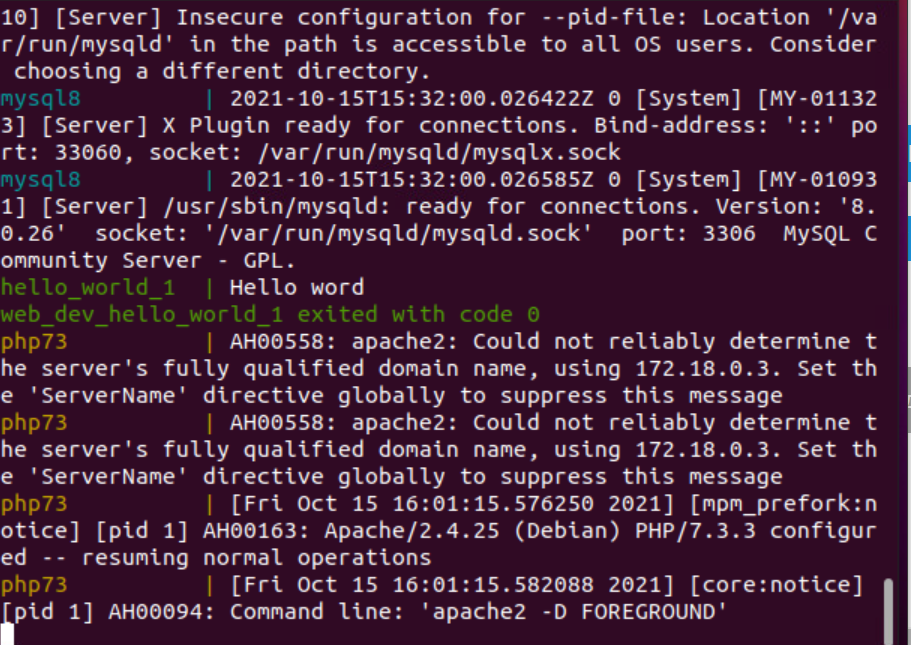 10] [Server] Insecure configuration for --pid-file: Location '/va
r/run/mysqld' in the path is accessible to all OS users. Consider
 choosing a different directory.
mysql8 | 2021-10-15T15:32:00.026422Z 0 [System] [MY-01132
3] [Server] X Plugin ready for connections. Bind-address: '::' po
rt: 33060, socket: /var/run/mysqld/mysqlx.sock
mysql8 | 2021-10-15T15:32:00.026585Z 0 [System] [MY-01093
1] [Server] /usr/sbin/mysqld: ready for connections. Version: '8.
0.26'  socket: '/var/run/mysqld/mysqld.sock'  port: 3306  MySQL C
ommunity Server - GPL.
hello_world_1 | Hello word
web_dev_hello_world_1 exited with code 0
php73 | AH00558: apache2: Could not reliably determine t
he server's fully qualified domain name, using 172.18.0.3. Set th
e 'ServerName' directive globally to suppress this message
php73 | AH00558: apache2: Could not reliably determine t
he server's fully qualified domain name, using 172.18.0.3. Set th
e 'ServerName' directive globally to suppress this message
php73 | [Fri Oct 15 16:01:15.576250 2021] [mpm_prefork:n
otice] [pid 1] AH00163: Apache/2.4.25 (Debian) PHP/7.3.3 configur
ed -- resuming normal operations
php73 | [Fri Oct 15 16:01:15.582088 2021] [core:notice]
[pid 1] AH00094: Command line: 'apache2 -D FOREGROUND'